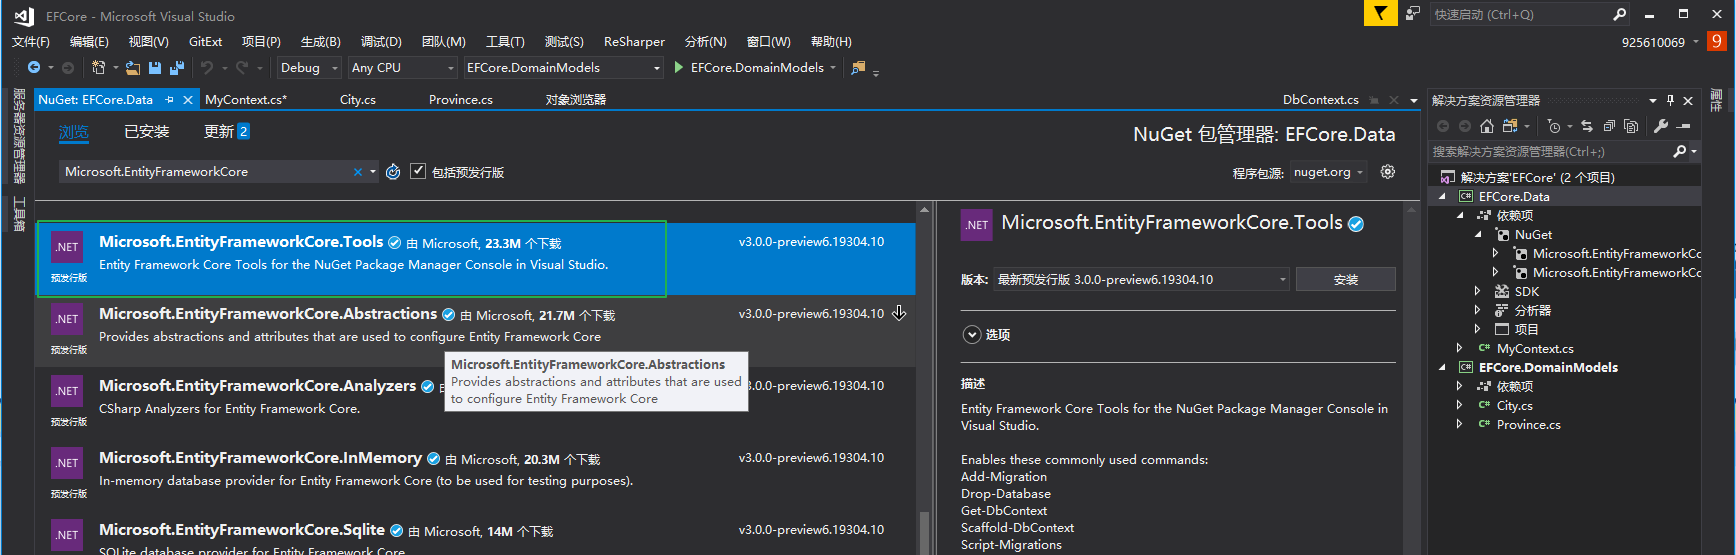 EFCore - Microsoft Visual Studio
快速启动 (Ctrl+Q)
文件(F) 编辑(E) 视图(V) GitExt 项目(P) 生成(B) 调试(D) 团队(M) 工具(T) 测试(S) ReSharper 分析(N) 窗口(W) 帮助(H)
925610069 9
Debug Any CPU EFCore.DomainModels EFCore.DomainModels
服务器资源管理器
工具箱
NuGet: EFCore.Data MyContext.cs* City.cs Province.cs 对象浏览器 DbContext.cs
浏览 已安装 更新 2
NuGet 包管理器: EFCore.Data
Microsoft.EntityFrameworkCore 包括预发行版
程序包源: nuget.org
.NET
预发行版
Microsoft.EntityFrameworkCore.Tools 由 Microsoft, 23.3M 个下载 v3.0.0-preview6.19304.10
Entity Framework Core Tools for the NuGet Package Manager Console in Visual Studio.
.NET
预发行版
Microsoft.EntityFrameworkCore.Abstractions 由 Microsoft, 21.7M 个下载 v3.0.0-preview6.19304.10
Provides abstractions and attributes that are used to configure Entity Framework Core
Microsoft.EntityFrameworkCore.Abstractions
Provides abstractions and attributes that are used
to configure Entity Framework Core
.NET
预发行版
Microsoft.EntityFrameworkCore.Analyzers 3.0.0-preview6.19304.10
CSharp Analyzers for Entity Framework Core.
.NET
预发行版
Microsoft.EntityFrameworkCore.InMemory 由 Microsoft, 20.3M 个下载 v3.0.0-preview6.19304.10
In-memory database provider for Entity Framework Core (to be used for testing purposes).
.NET
Microsoft.EntityFrameworkCore.Sqlite 由 Microsoft, 14M 个下载 v3.0.0-preview6.19304.10
SQLite database provider for Entity Framework Core.
.NET
Microsoft.EntityFrameworkCore.Tools
版本: 最新预发行版 3.0.0-preview6.19304.10 安装
选项
描述
Entity Framework Core Tools for the NuGet Package Manager Console in
Visual Studio.
Enables these commonly used commands:
Add-Migration
Drop-Database
Get-DbContext
Scaffold-DbContext
Script-Migrations
解决方案资源管理器
搜索解决方案资源管理器(Ctrl+;)
解决方案'EFCore' (2 个项目)
C# EFCore.Data
依赖项
NuGet
Microsoft.EntityFrameworkCo
Microsoft.EntityFrameworkCo
SDK
分析器
项目
C# MyContext.cs
C# EFCore.DomainModels
依赖项
C# City.cs
C# Province.cs
属性